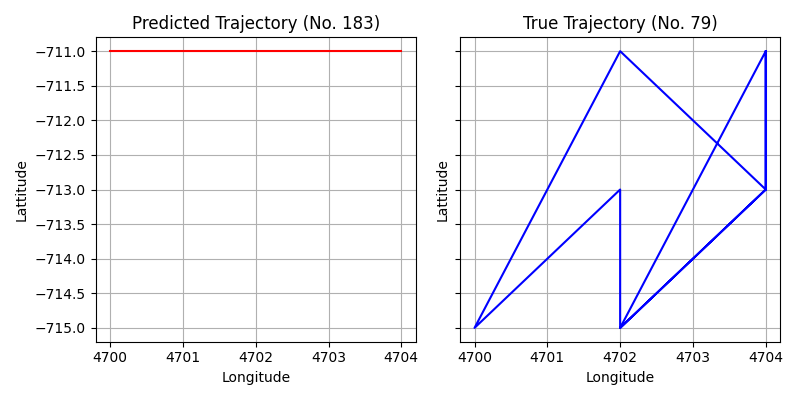 Predicted Trajectory (No. 183)
−711.0
−711.5
−712.0
−712.5
−713.0
−713.5
−714.0
−714.5
−715.0
Lattitude
4700 4701 4702 4703 4704
Longitude
True Trajectory (No. 79)
Lattitude
4700 4701 4702 4703 4704
Longitude